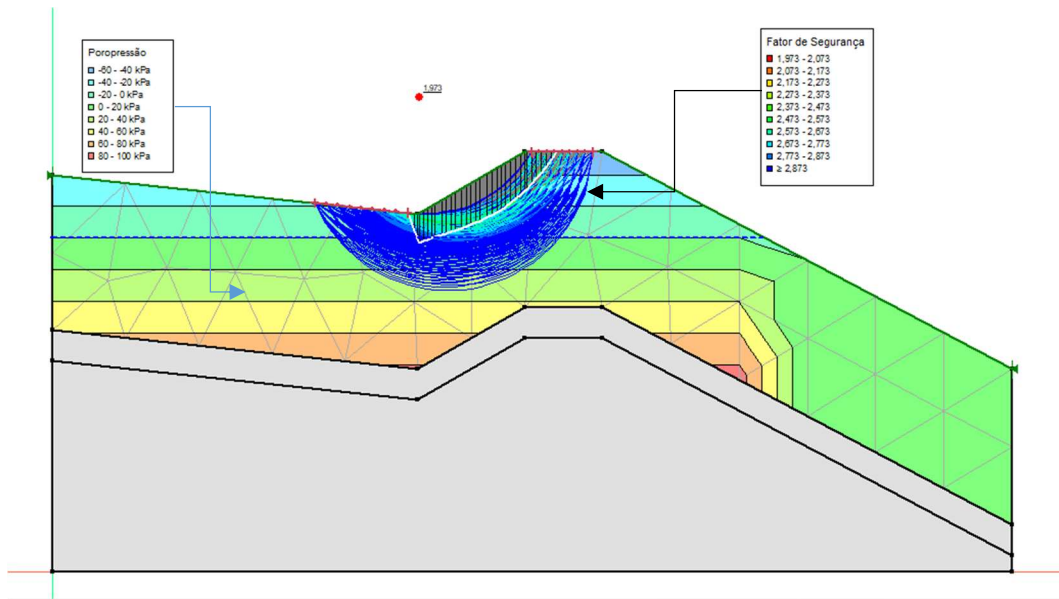 Poropressão
-60 - -40 kPa
-40 - -20 kPa
-20 - 0 kPa
0 - 20 kPa
20 - 40 kPa
40 - 60 kPa
60 - 80 kPa
80 - 100 kPa
1,973
Fator de Segurança
1,973 - 2,073
2,073 - 2,173
2,173 - 2,273
2,273 - 2,373
2,373 - 2,473
2,473 - 2,573
2,573 - 2,673
2,673 - 2,773
2,773 - 2,873
≥ 2,873